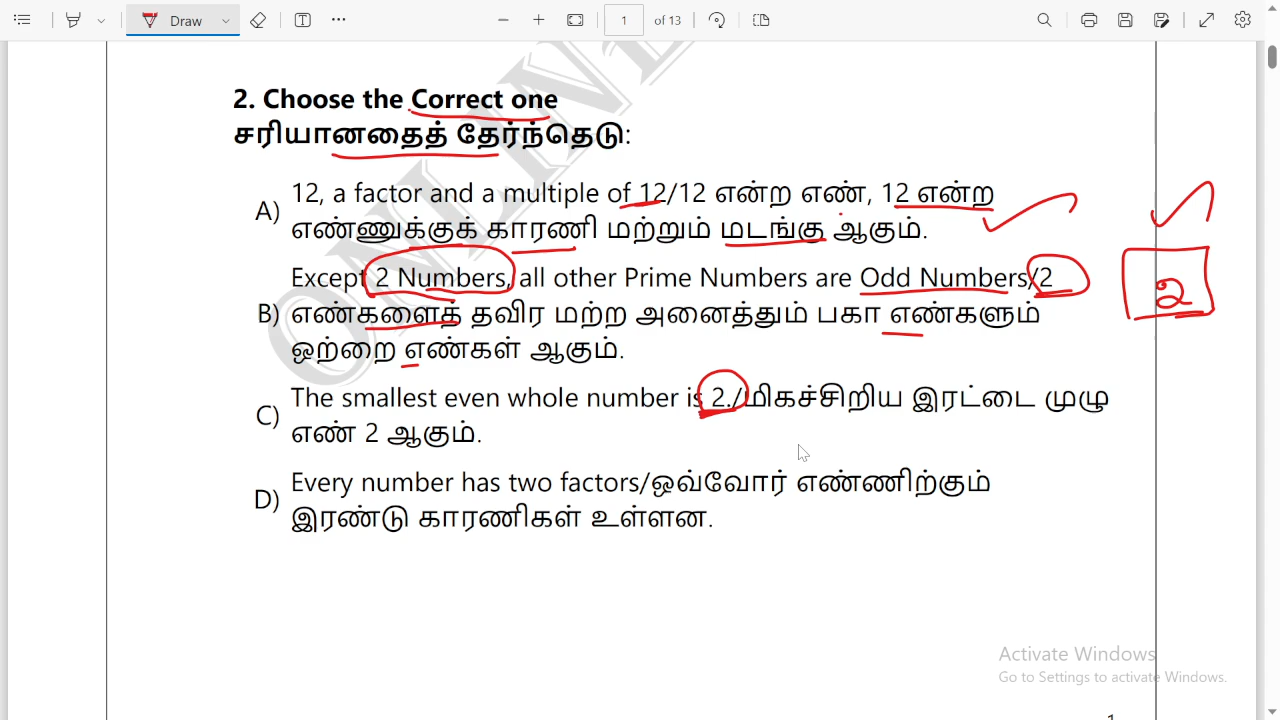 Draw
1 of 13
2. Choose the Correct one
சரியானதைத் தேர்ந்தெடு:
A) 12, a factor and a multiple of 12/12 என்ற எண், 12 என்ற
எண்ணுக்குக் காரணி மற்றும் மடங்கு ஆகும்.
Except 2 Numbers, all other Prime Numbers are Odd Numbers/2
B) எண்களைத் தவிர மற்ற அனைத்தும் பகா எண்களும்
ஒற்றை எண்கள் ஆகும்.
2
C) The smallest even whole number is 2./மிகச்சிறிய இரட்டை முழு
எண் 2 ஆகும்.
D) Every number has two factors/ஒவ்வோர் எண்ணிற்கும்
இரண்டு காரணிகள் உள்ளன.
ONLINE
Activate Windows
Go to Settings to activate Windows.